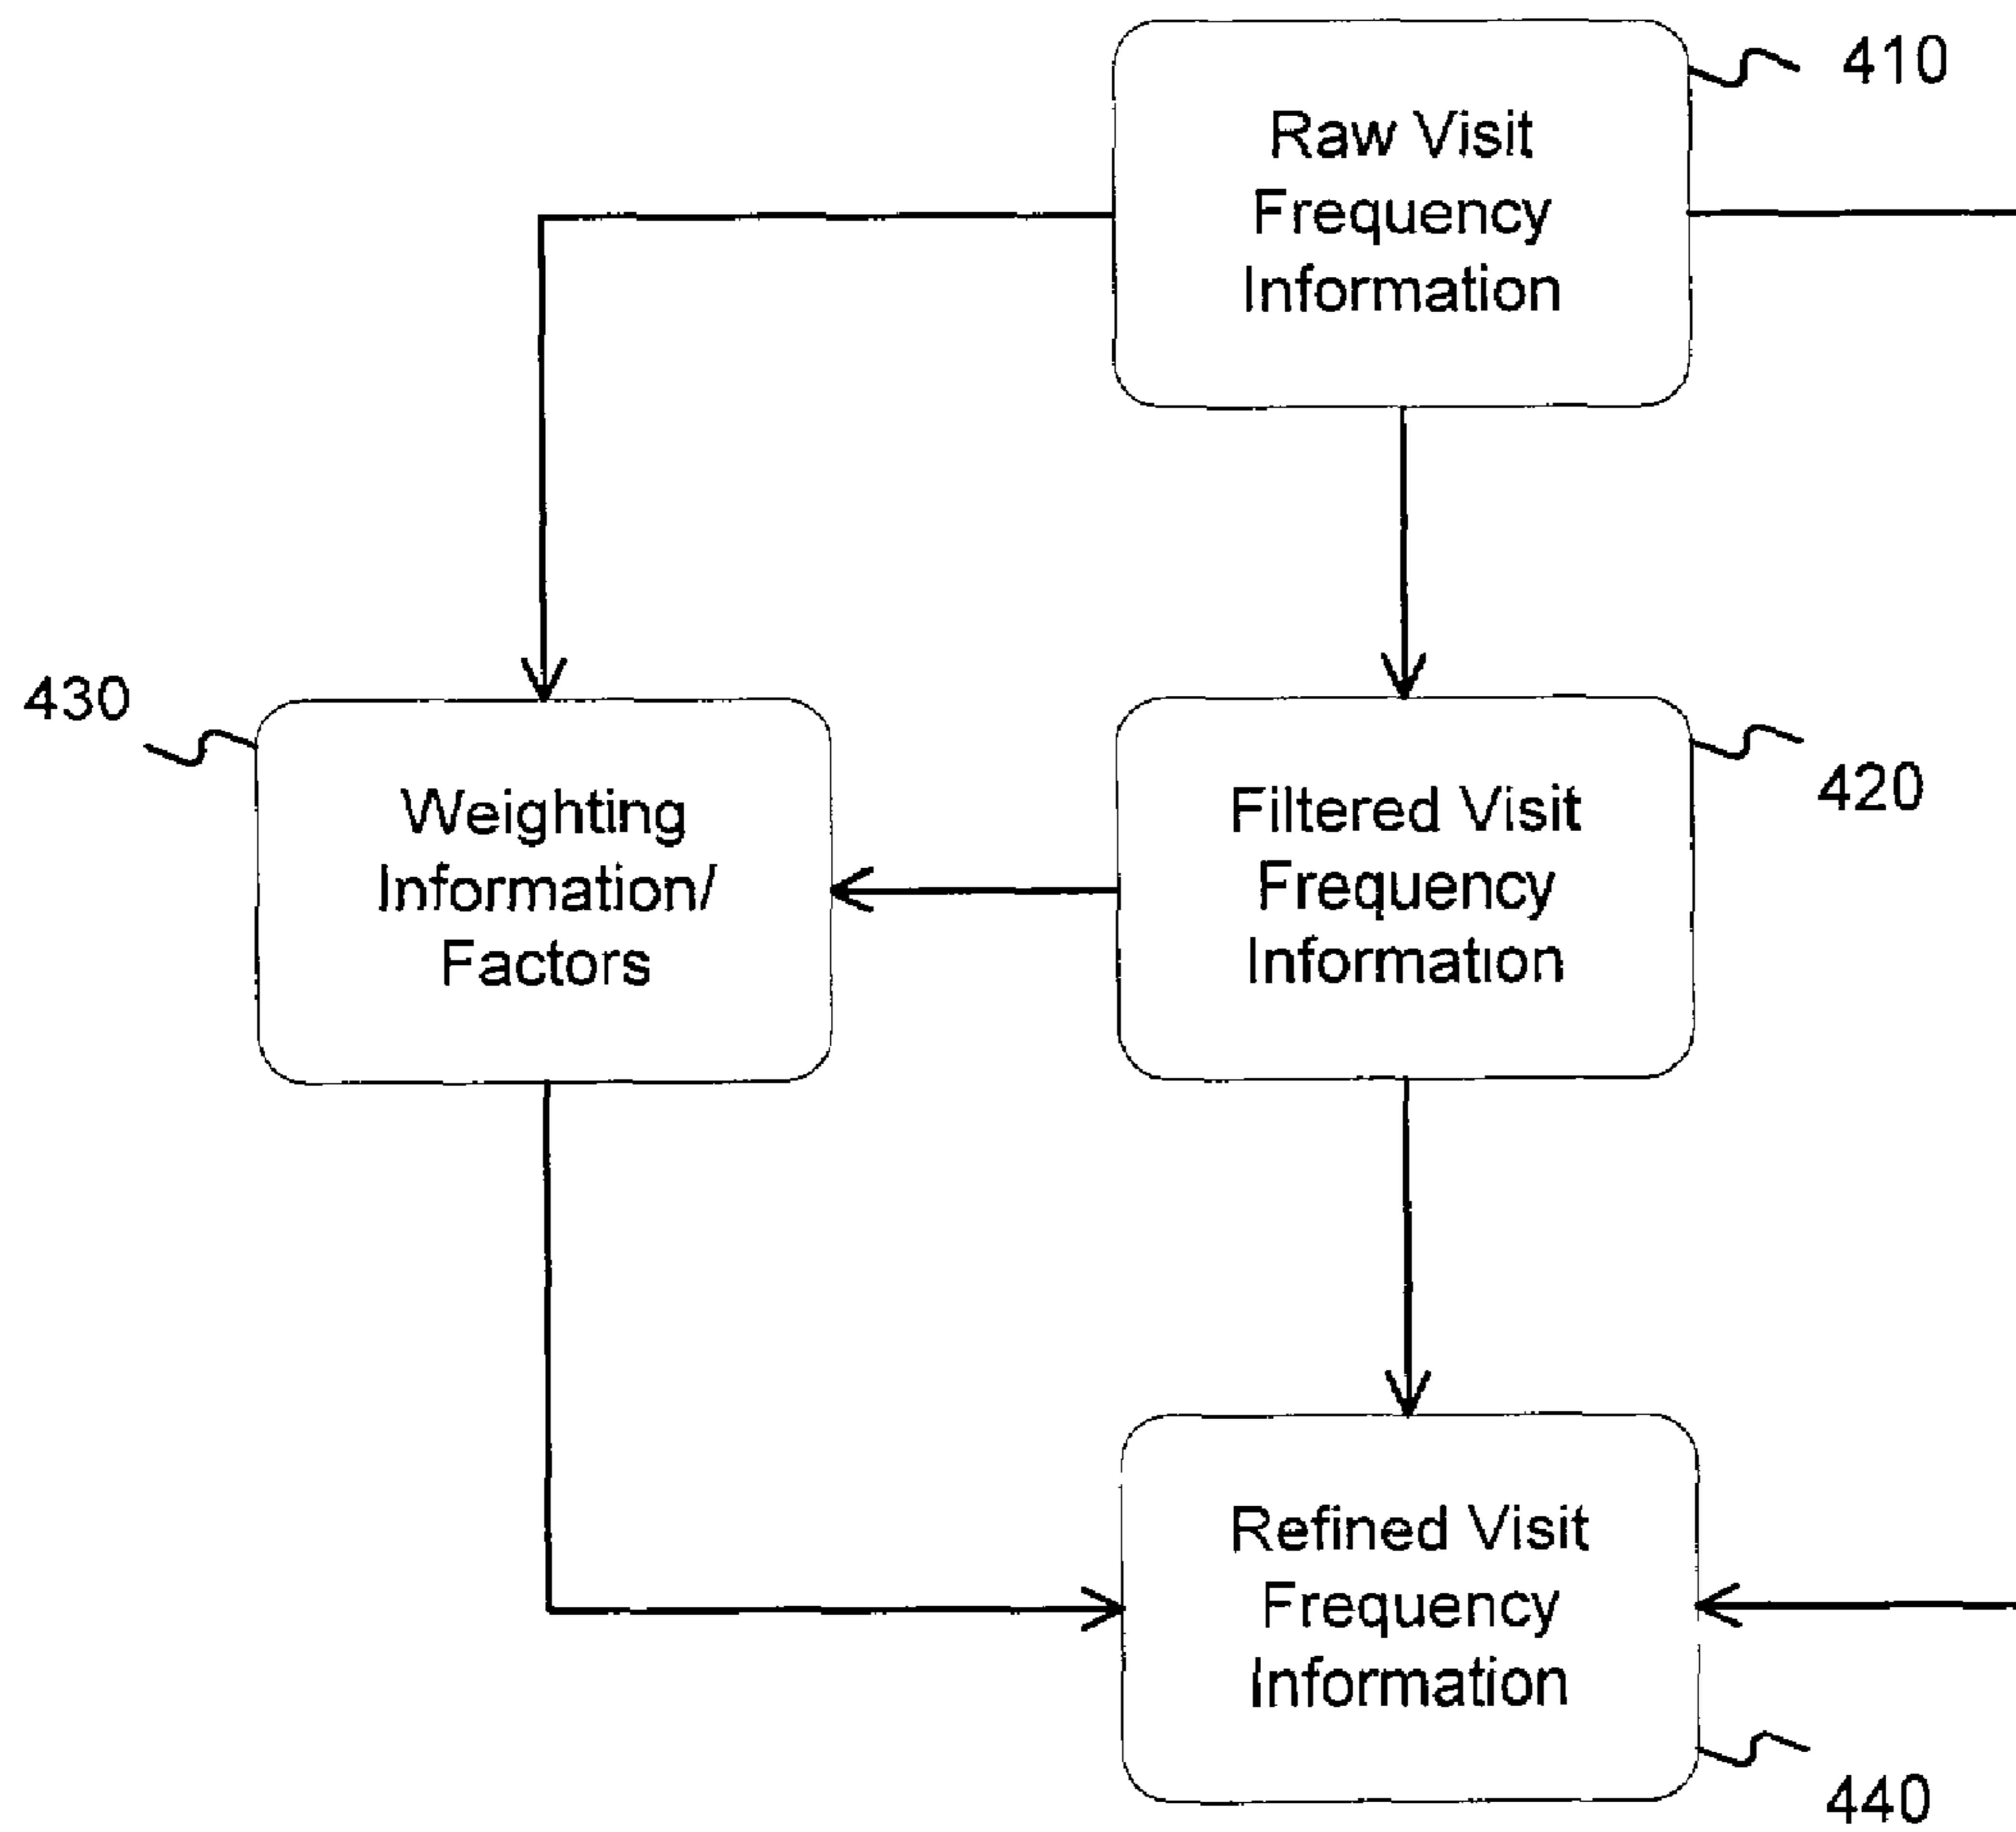 410
Raw Visit
Frequency
Information
430
Weighting
Information/
Factors
Filtered Visit
Frequency
Information
420
Refined Visit
Frequency
Information
440